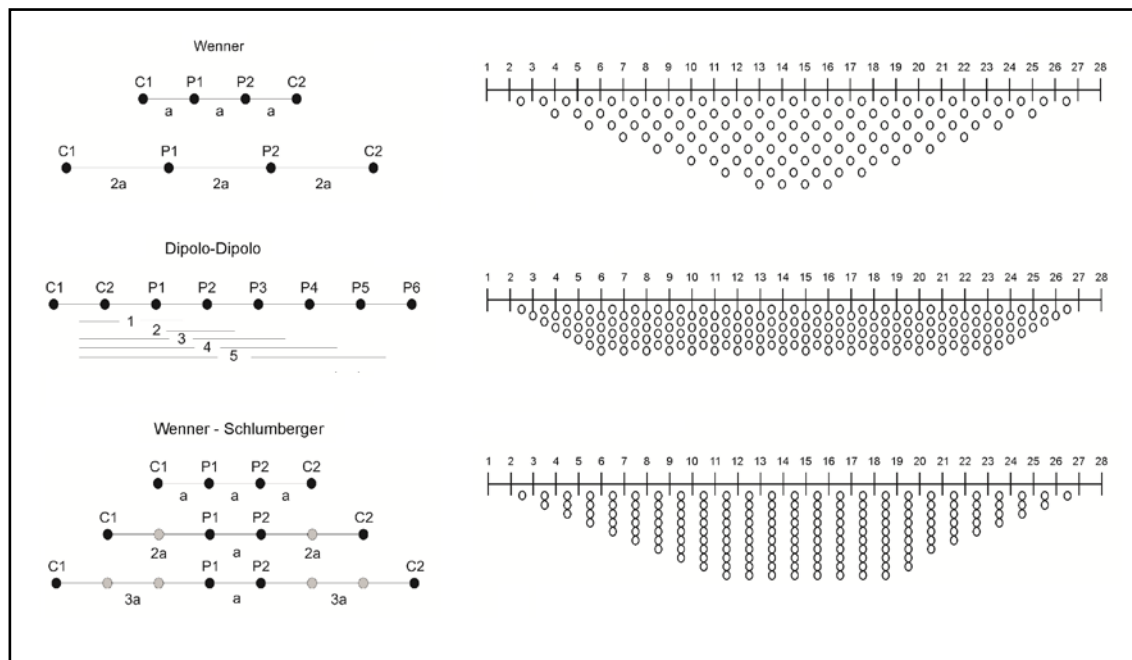 Wenner
C1 P1 P2 C2
a a a
C1 P1 P2 C2
2a 2a 2a
1 2 3 4 5 6 7 8 9 10 11 12 13 14 15 16 17 18 19 20 21 22 23 24 25 26 27 28
Dipolo-Dipolo
C1 C2 P1 P2 P3 P4 P5 P6
1
2
3
4
5
1 2 3 4 5 6 7 8 9 10 11 12 13 14 15 16 17 18 19 20 21 22 23 24 25 26 27 28
Wenner - Schlumberger
C1 P1 P2 C2
a a a
C1 P1 P2 C2
2a a 2a
C1 P1 P2 C2
3a a 3a
1 2 3 4 5 6 7 8 9 10 11 12 13 14 15 16 17 18 19 20 21 22 23 24 25 26 27 28